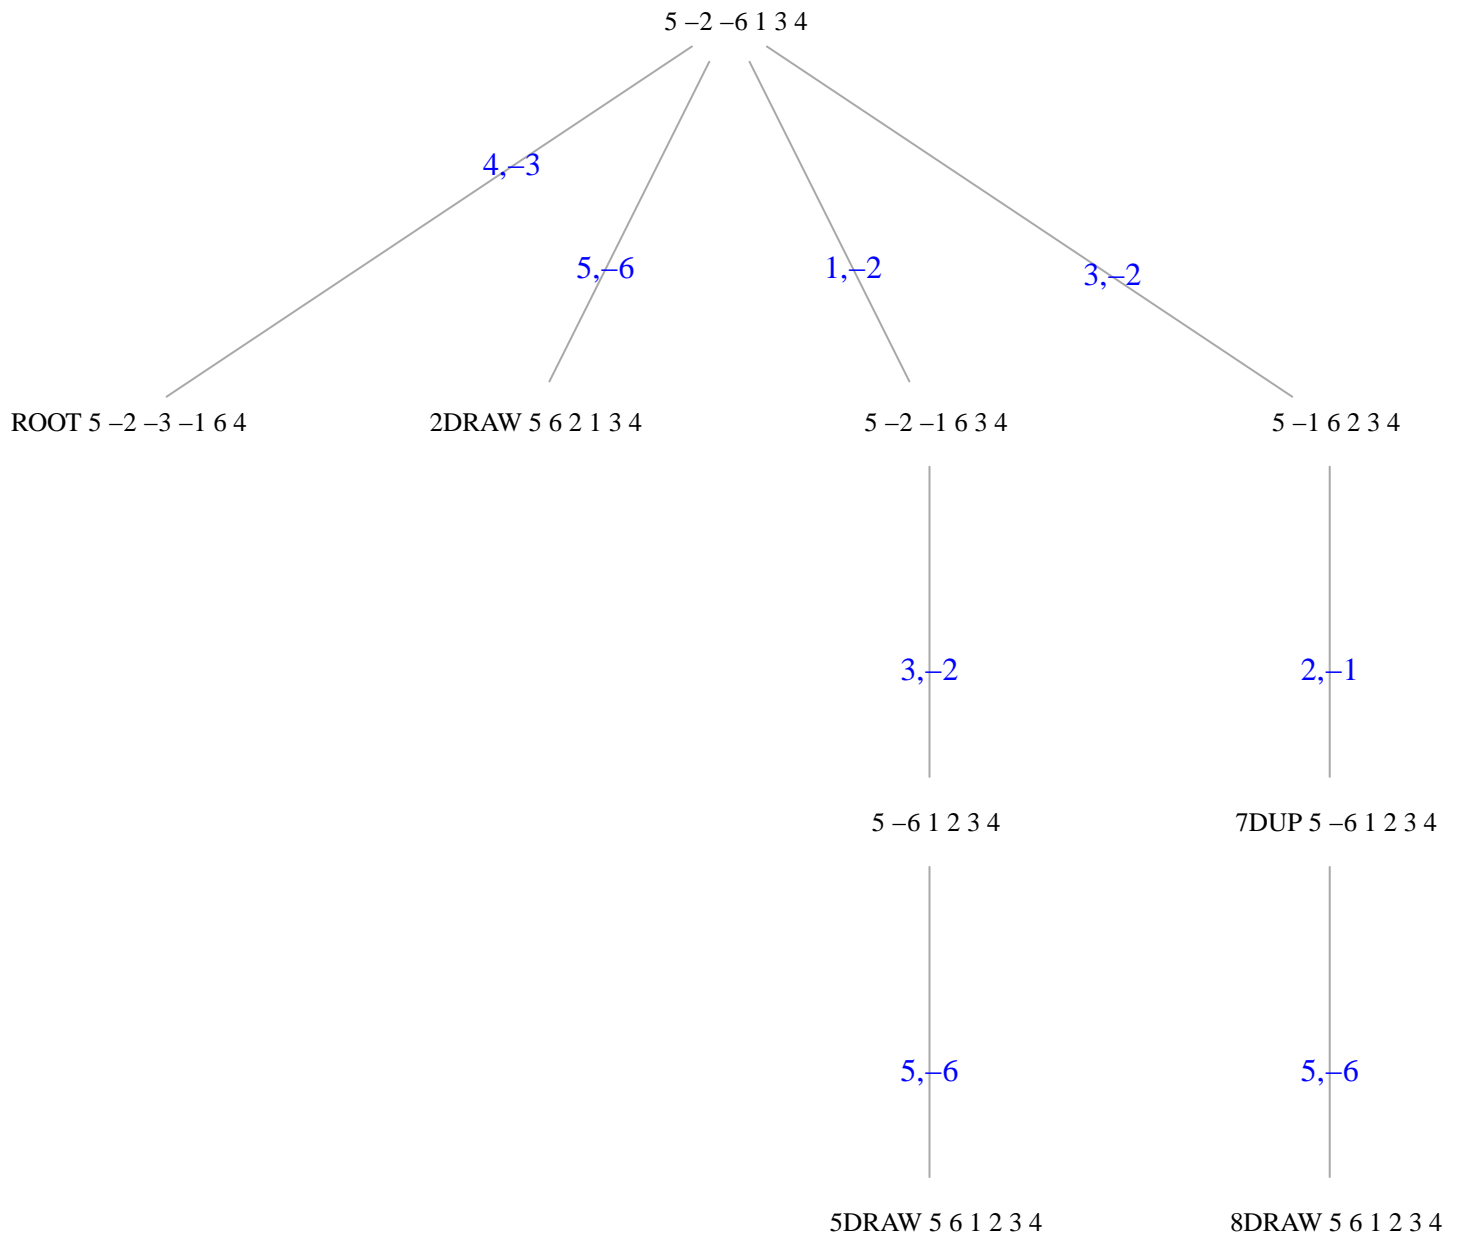 5 –2 –6 1 3 4
4,–3
5,–6
1,–2
3,–2
ROOT 5 –2 –3 –1 6 4
2DRAW 5 6 2 1 3 4
5 –2 –1 6 3 4
5 –1 6 2 3 4
3,–2
2,–1
5 –6 1 2 3 4
7DUP 5 –6 1 2 3 4
5,–6
5,–6
5DRAW 5 6 1 2 3 4
8DRAW 5 6 1 2 3 4